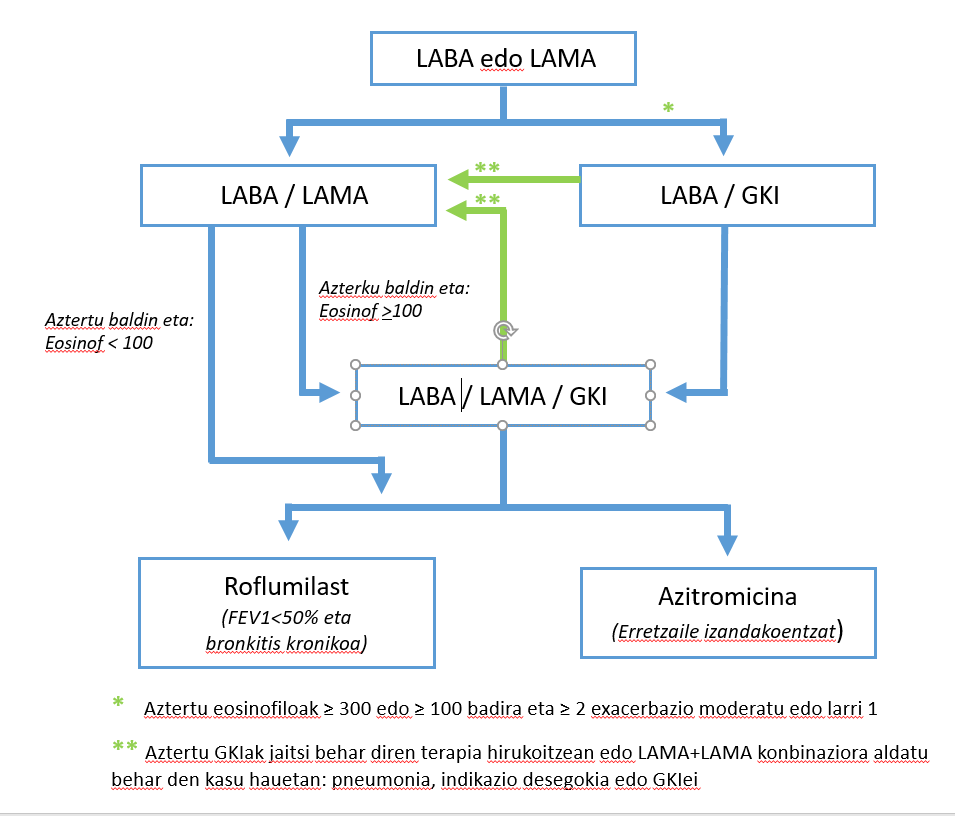 LABA edo LAMA
*
LABA / LAMA
**
**
LABA / GKI
Azterku baldin eta:
Eosinof ≥100
Aztertu baldin eta:
Eosinof < 100
LABA / LAMA / GKI
Roflumilast
(FEV1<50% eta
bronkitis kronikoa)
Azitromicina
(Erretzaile izandakoentzat)
* Aztertu eosinofiloak ≥ 300 edo ≥ 100 badira eta ≥ 2 exacerbazio moderatu edo larri 1
** Aztertu GKIak jaitsi behar diren terapia hirukoitzean edo LAMA+LAMA konbinaziora aldatu
behar den kasu hauetan: pneumonia, indikazio desegokia edo GKIei